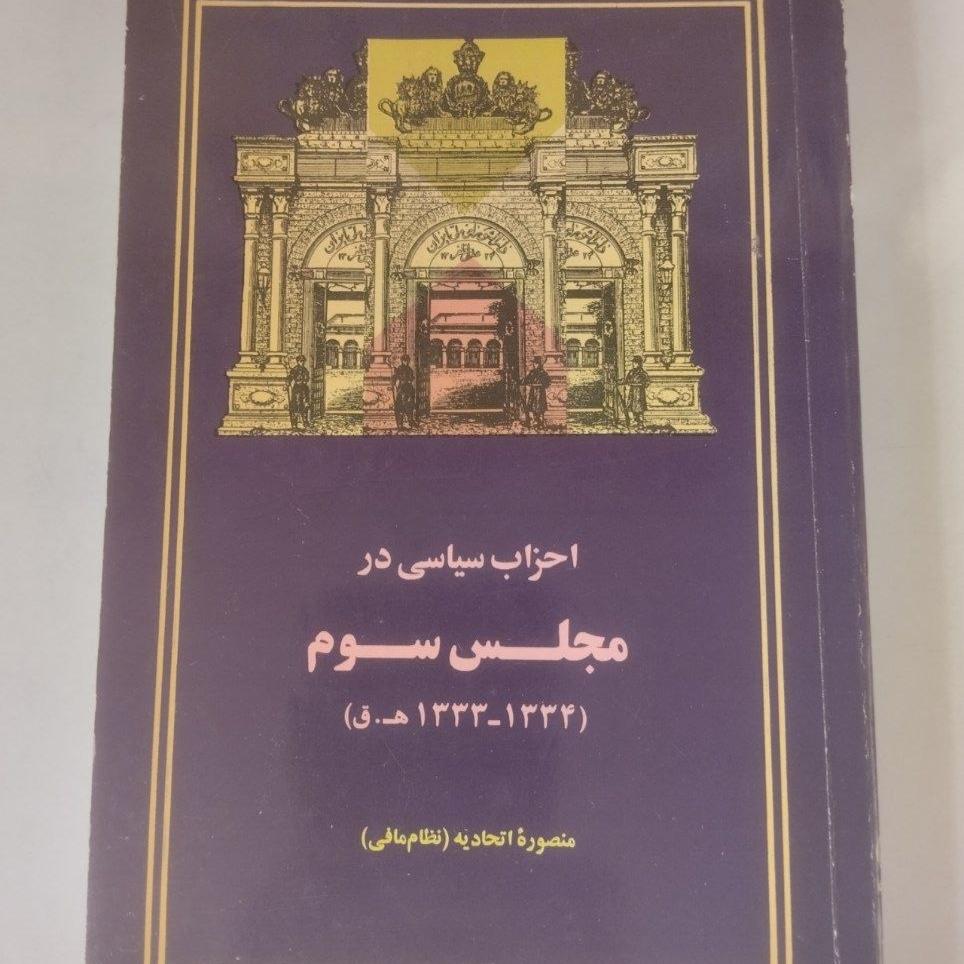 احزاب سیاسی در
مجلس سوم
(۱۳۳۴-۱۳۳۳ هـ.ق)
منصورهٔ اتحادیه (نظام‌مافی)